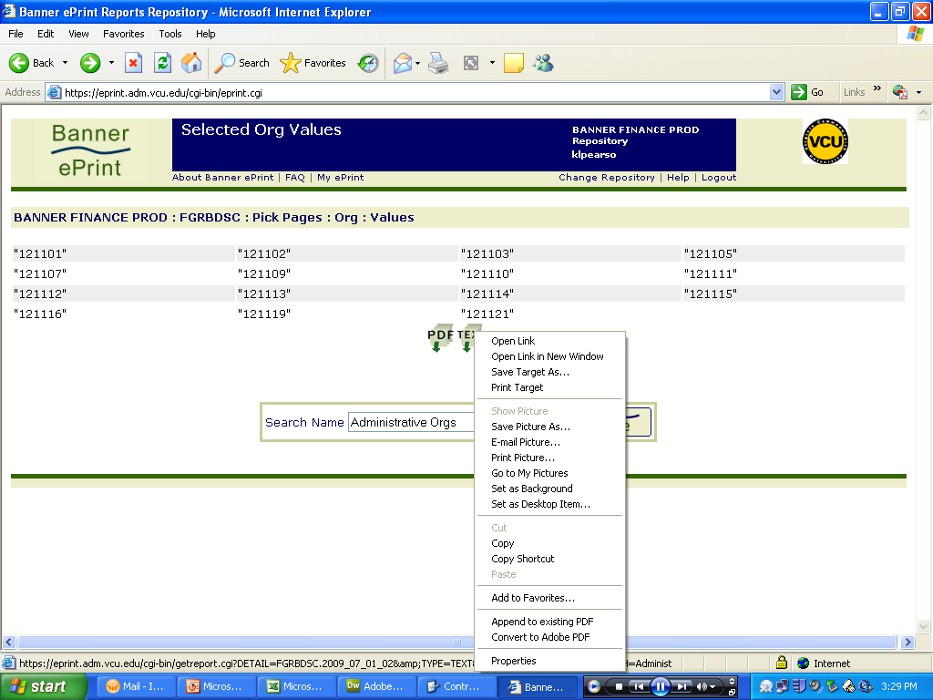 Banner ePrint Reports Repository - Microsoft Internet Explorer
File Edit View Favorites Tools Help
Back Search Favorites
Address https://eprint.adm.vcu.edu/cgi-bin/eprint.cgi Go Links »
Banner
ePrint
Selected Org Values
BANNER FINANCE PROD
Repository
klpearso
VCU
About Banner ePrint | FAQ | My ePrint
Change Repository | Help | Logout
BANNER FINANCE PROD : FGRBDSC : Pick Pages : Org : Values
"121101" "121102" "121103" "121105"
"121107" "121109" "121110" "121111"
"121112" "121113" "121114" "121115"
"121116" "121119" "121121"
PDF TEX
Search Name Administrative Orgs
Open Link
Open Link in New Window
Save Target As...
Print Target
Show Picture
Save Picture As...
E-mail Picture...
Print Picture...
Go to My Pictures
Set as Background
Set as Desktop Item...
Cut
Copy
Copy Shortcut
Paste
Add to Favorites...
Append to existing PDF
Convert to Adobe PDF
Properties
https://eprint.adm.vcu.edu/cgi-bin/getreport.cgi?DETAIL=FGRBDSC.2009_07_01_02&amp;TYPE=TEXT H=Administ Internet
start Mail - I... Micros... Micros... Adobe... Contr... Banne... 3:29 PM